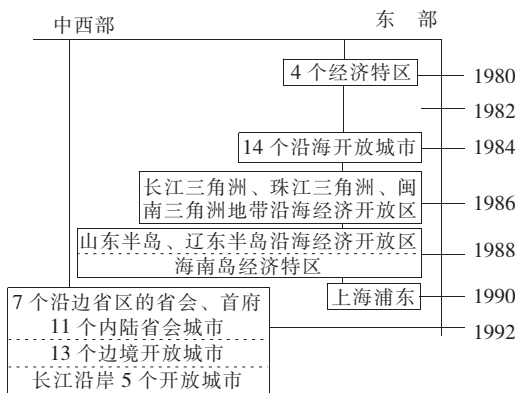 中西部
东 部
4 个经济特区
1980
1982
14 个沿海开放城市
1984
长江三角洲、珠江三角洲、闽
南三角洲地带沿海经济开放区
1986
山东半岛、辽东半岛沿海经济开放区
海南岛经济特区
1988
上海浦东
1990
7 个沿边省区的省会、首府
11 个内陆省会城市
13 个边境开放城市
长江沿岸 5 个开放城市
1992